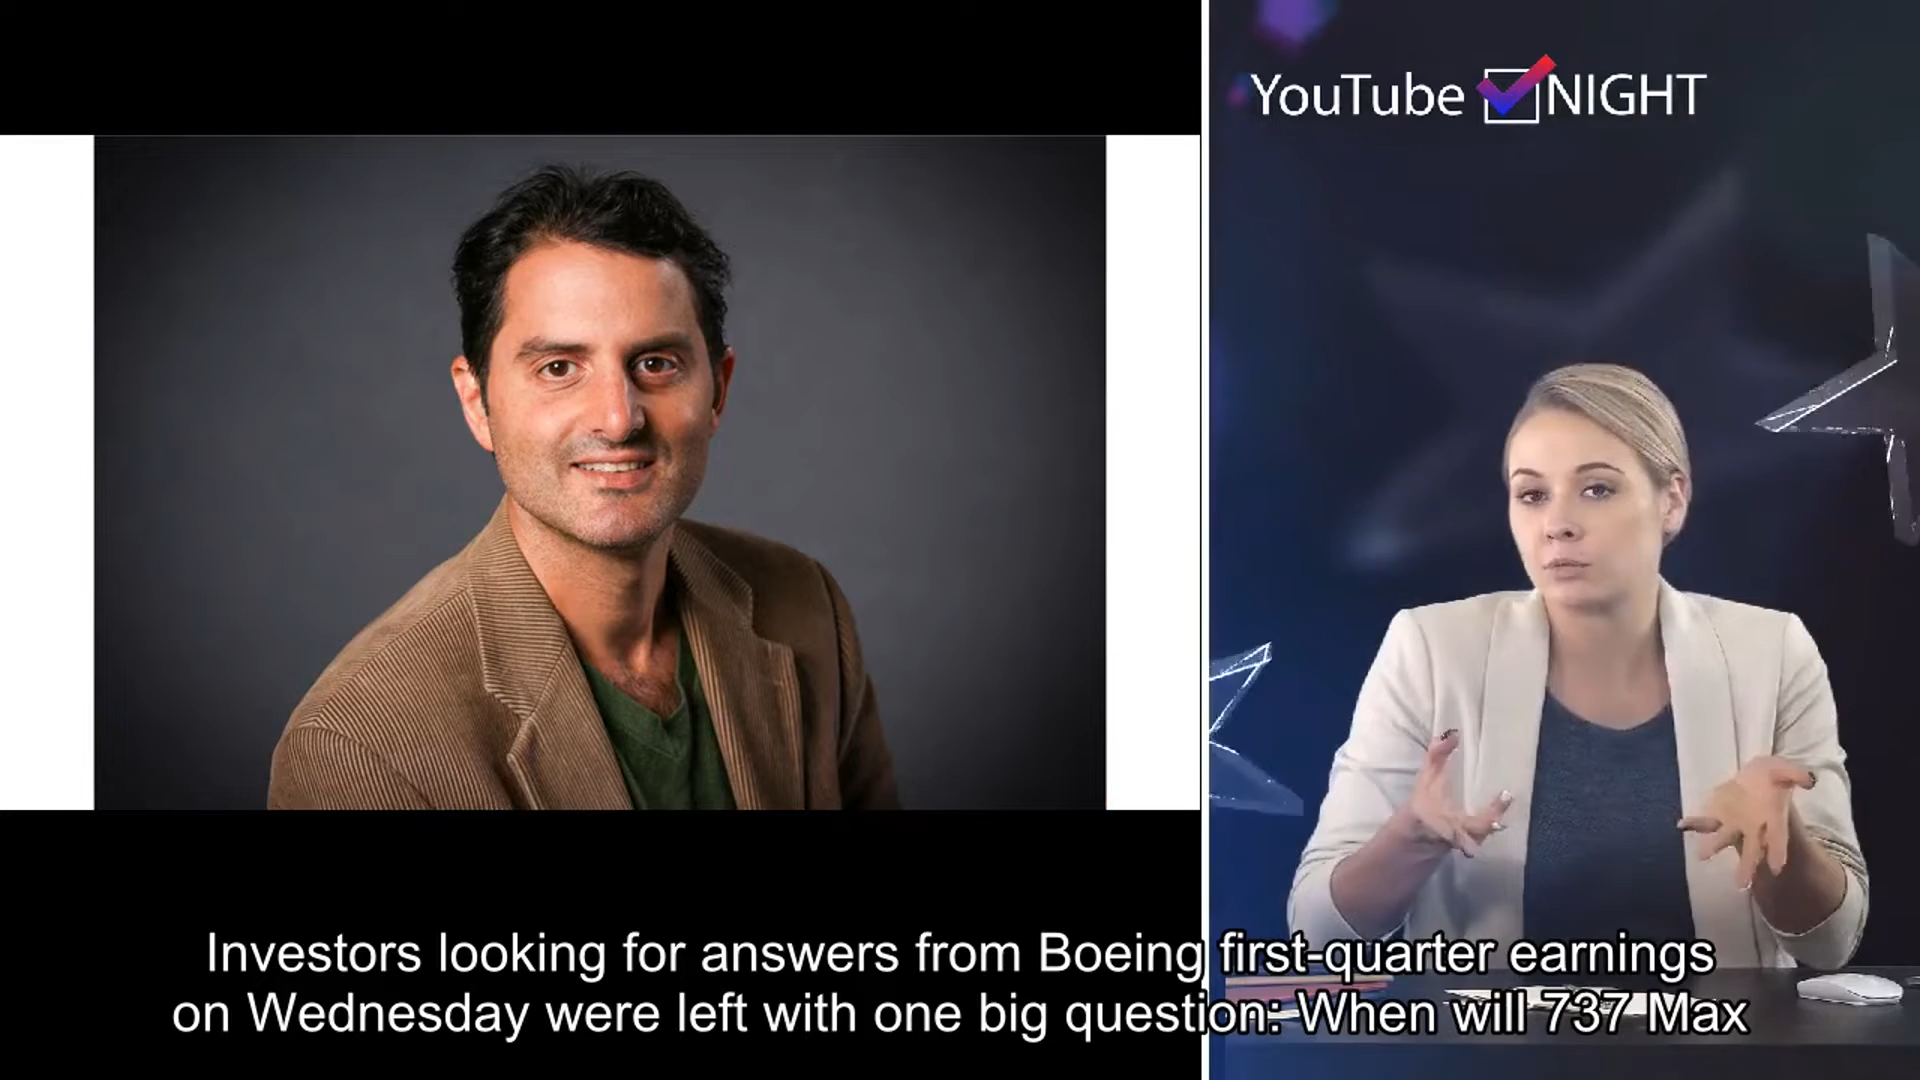 YouTube NIGHT
Investors looking for answers from Boeing first-quarter earnings
on Wednesday were left with one big question: When will 737 Max